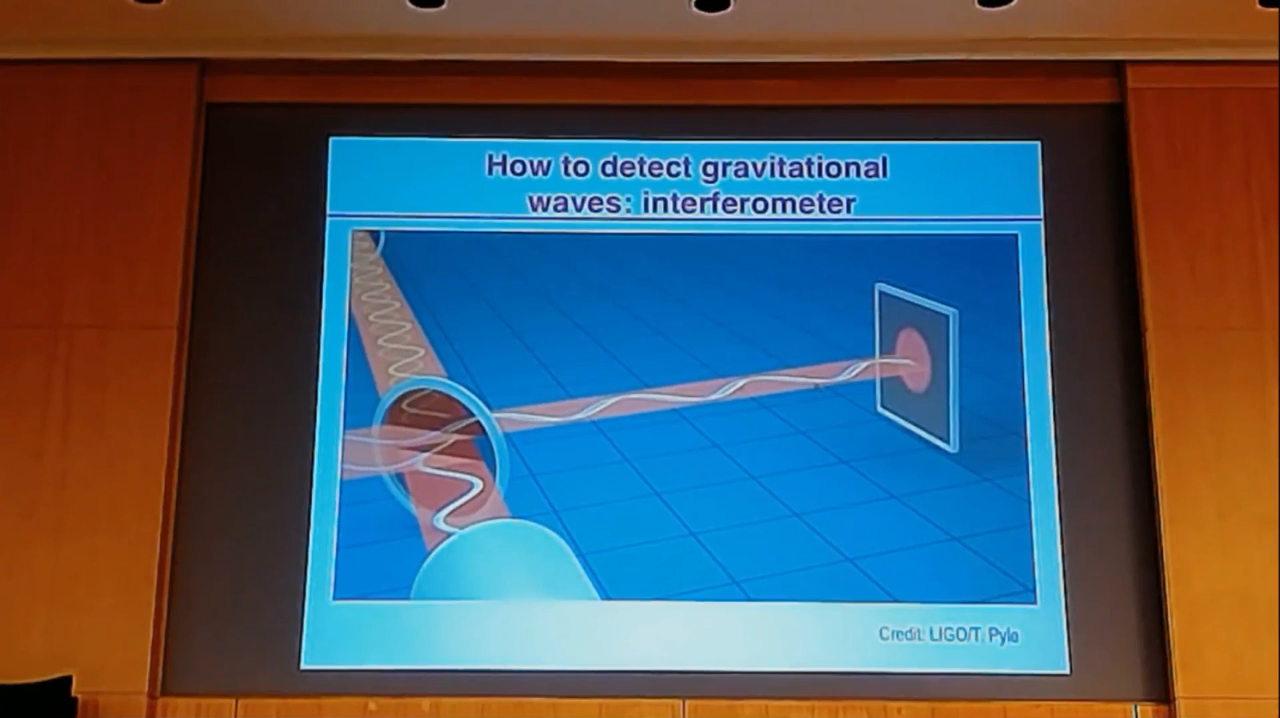 How to detect gravitational
waves: interferometer
Credit: LIGO/T. Pyle